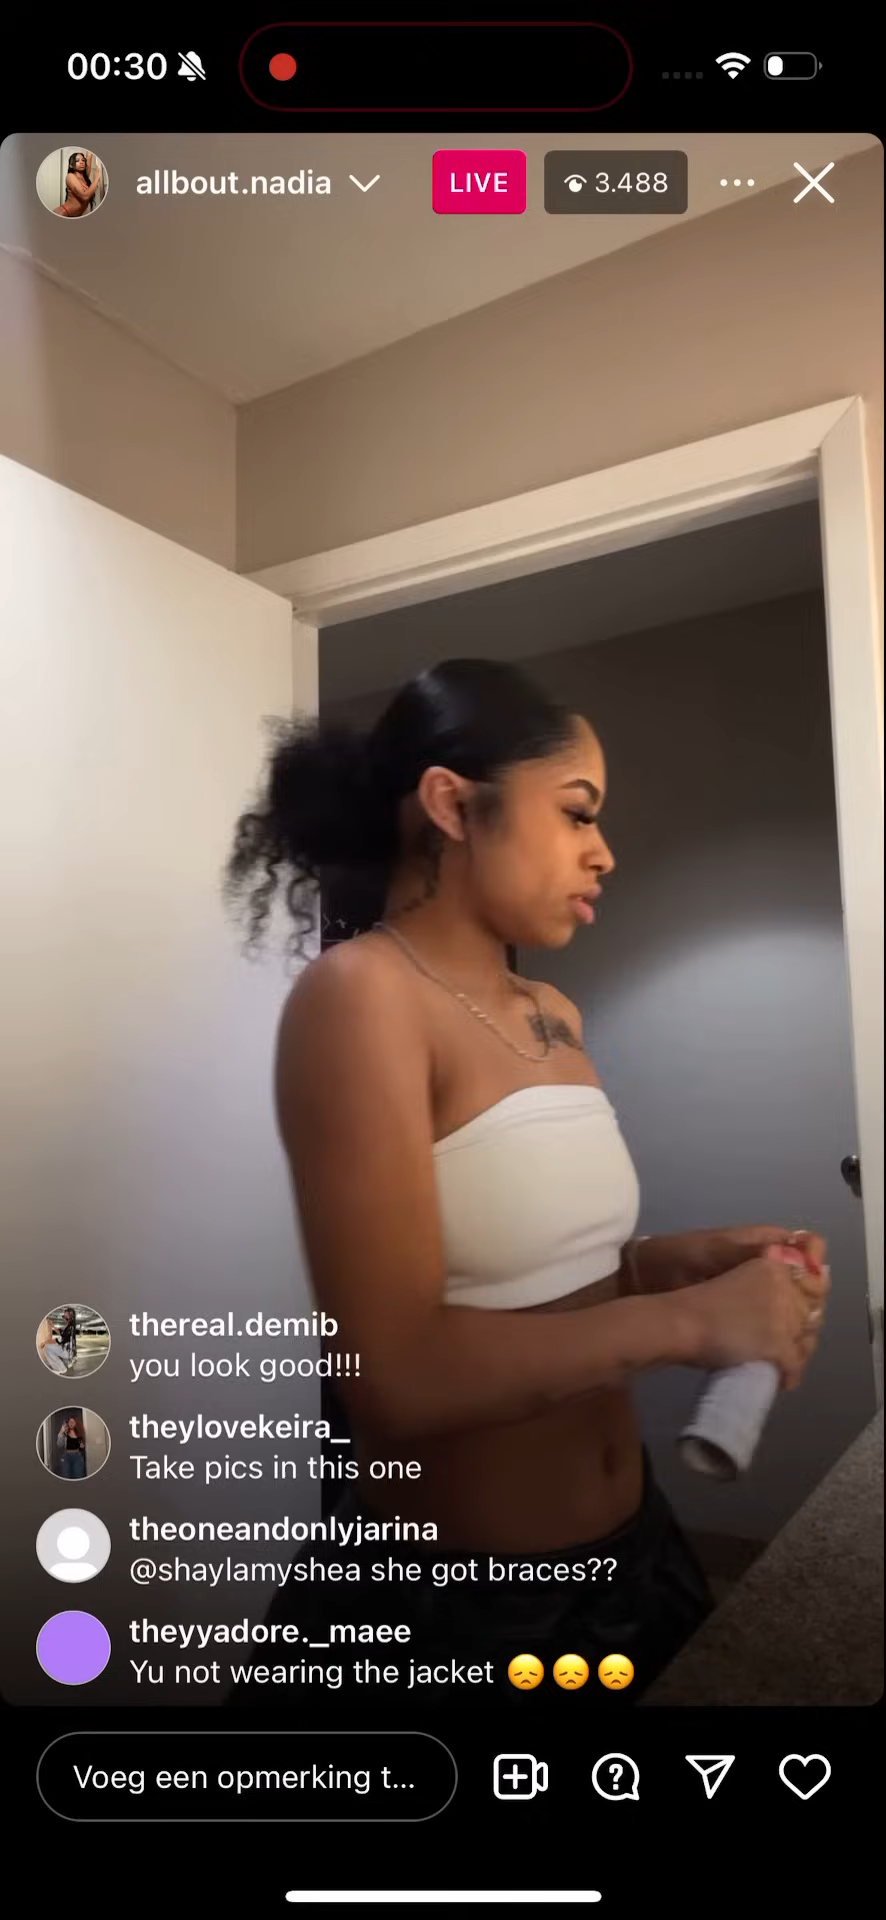 00:30
allbout.nadia
LIVE
3.488
thereal.demib
you look good!!!
theylovekeira_
Take pics in this one
theoneandonlyjarina
@shaylamyshea she got braces??
theyyadore._maee
Yu not wearing the jacket 😞😞😞
Voeg een opmerking t...